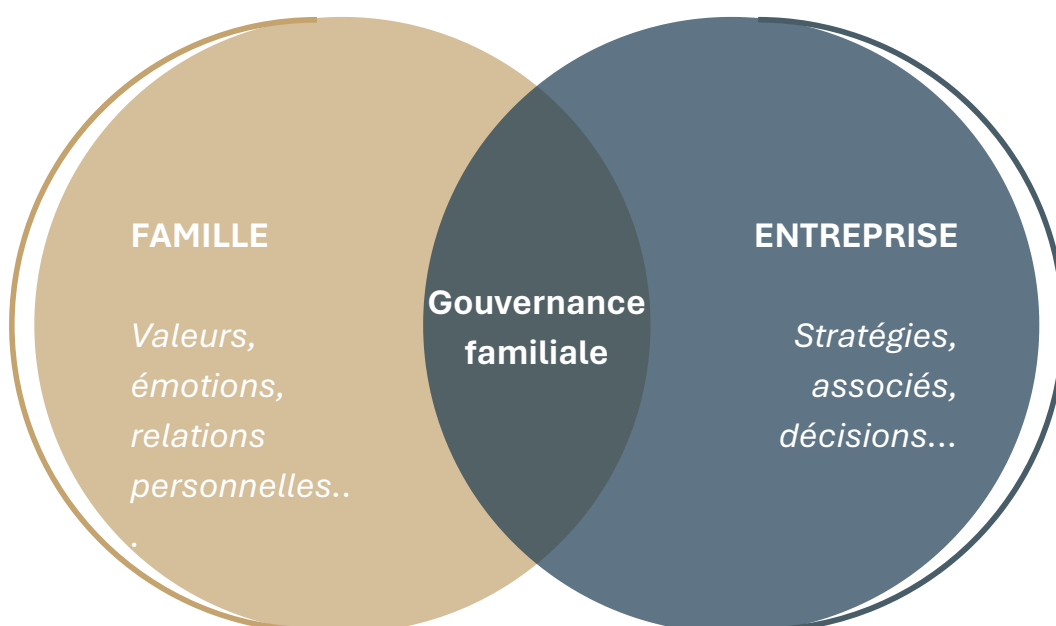 FAMILLE
Valeurs,
émotions,
relations
personnelles..
.
Gouvernance
familiale
ENTREPRISE
Stratégies,
associés,
décisions...